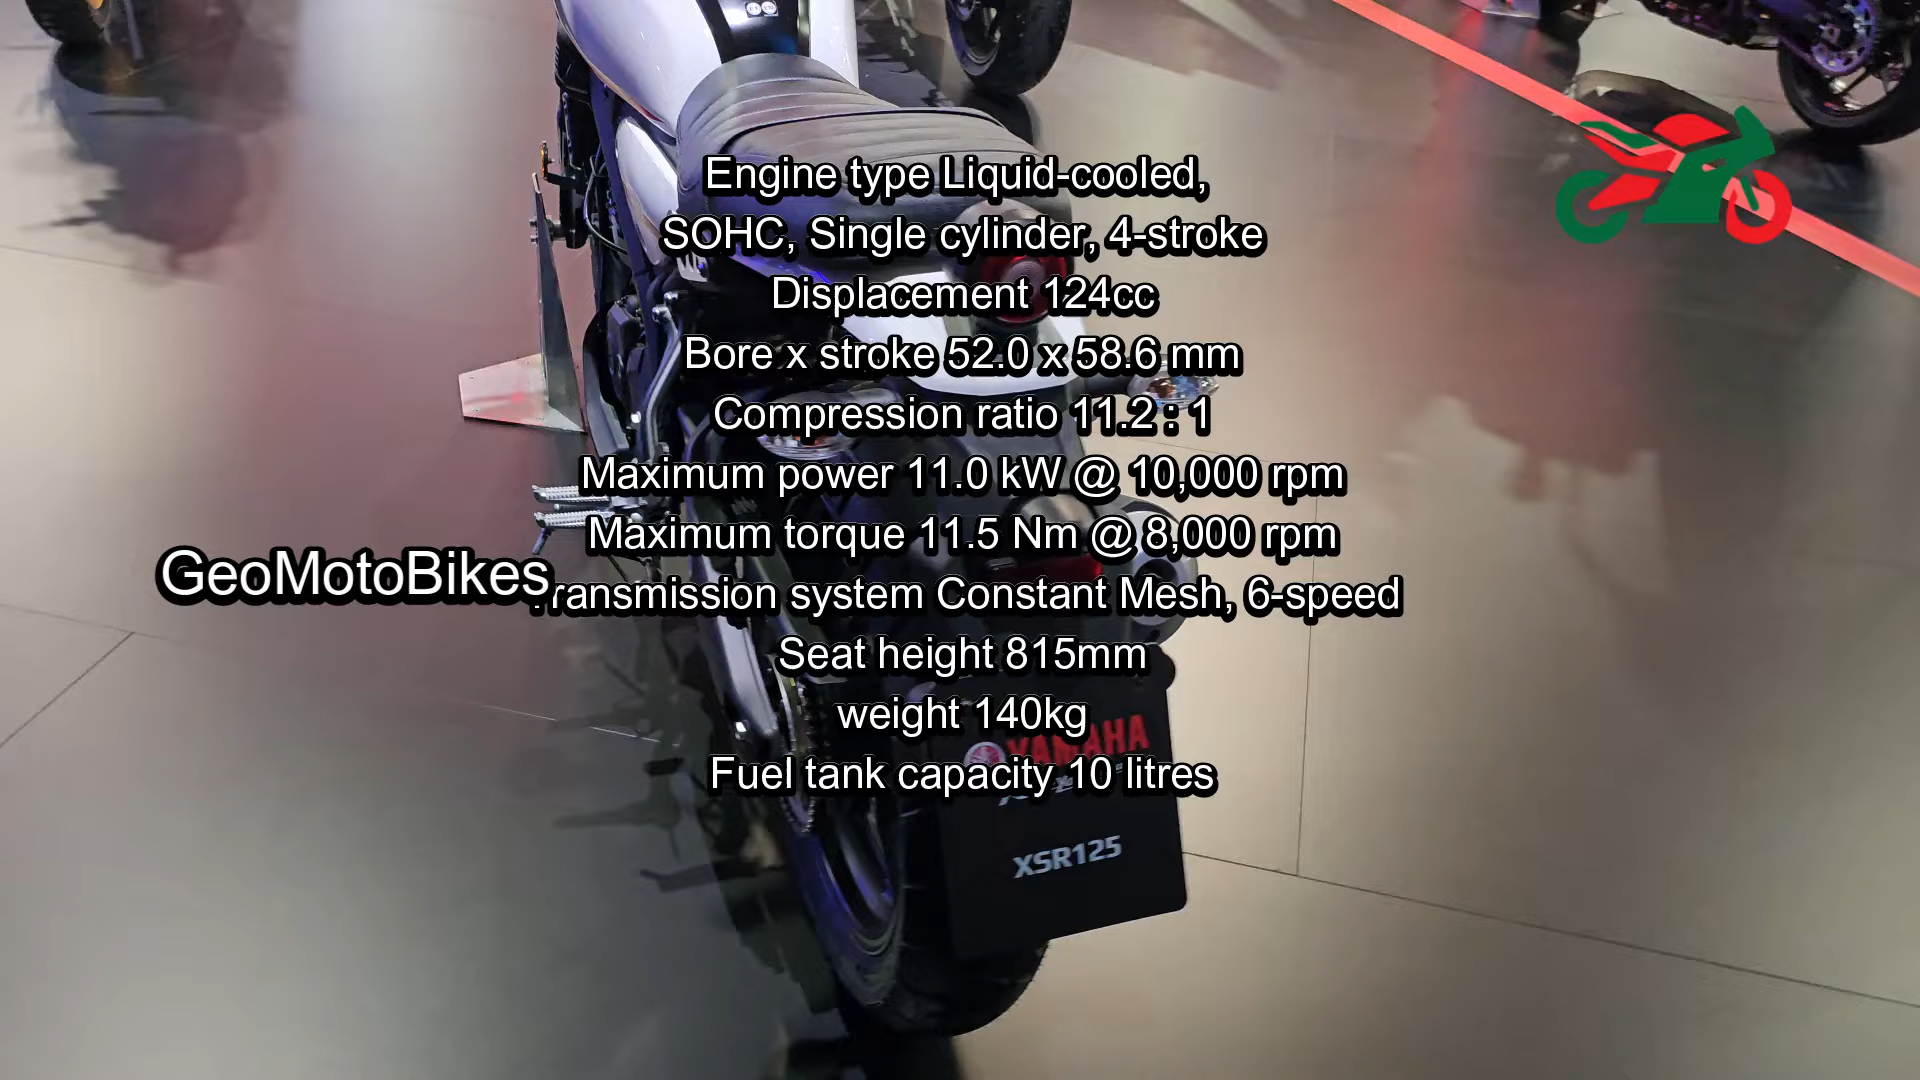 Engine type Liquid-cooled,
SOHC, Single cylinder, 4-stroke
Displacement 124cc
Bore x stroke 52.0 x 58.6 mm
Compression ratio 11.2 : 1
Maximum power 11.0 kW @ 10,000 rpm
Maximum torque 11.5 Nm @ 8,000 rpm
GeoMotoBikes
Transmission system Constant Mesh, 6-speed
Seat height 815mm
weight 140kg
YAMAHA
Fuel tank capacity 10 litres
XSR125